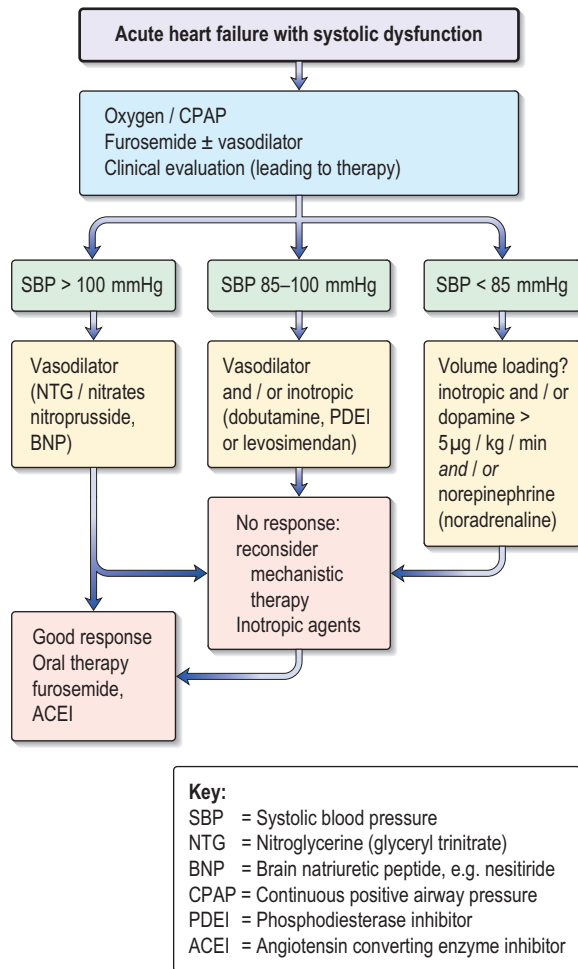 Acute heart failure with systolic dysfunction
Oxygen / CPAP
Furosemide ± vasodilator
Clinical evaluation (leading to therapy)
SBP > 100 mmHg
SBP 85–100 mmHg
SBP < 85 mmHg
Vasodilator
(NTG / nitrates
nitroprusside,
BNP)
Vasodilator
and / or inotropic
(dobutamine, PDEI
or levosimendan)
Volume loading?
inotropic and / or
dopamine >
5µg / kg / min
and / or
norepinephrine
(noradrenaline)
No response:
reconsider
mechanistic
therapy
Inotropic agents
Good response
Oral therapy
furosemide,
ACEI
Key:
SBP = Systolic blood pressure
NTG = Nitroglycerine (glyceryl trinitrate)
BNP = Brain natriuretic peptide, e.g. nesitiride
CPAP = Continuous positive airway pressure
PDEI = Phosphodiesterase inhibitor
ACEI = Angiotensin converting enzyme inhibitor